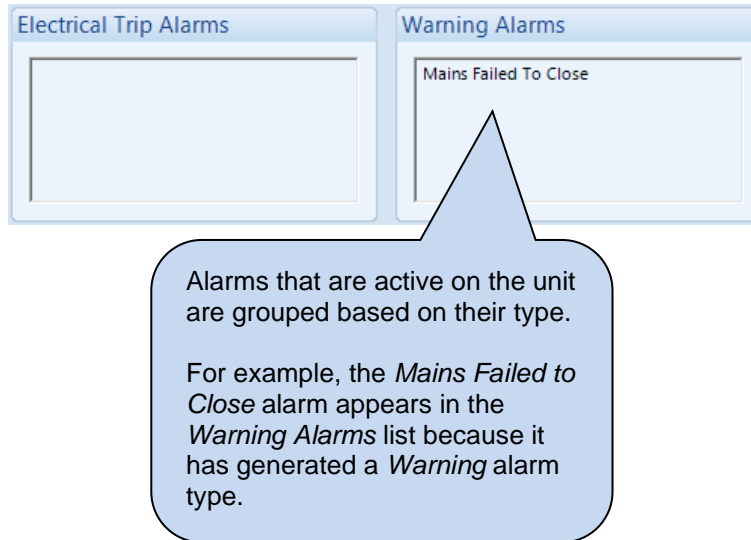 Electrical Trip Alarms
Warning Alarms
Mains Failed To Close
Alarms that are active on the unit
are grouped based on their type.
For example, the Mains Failed to
Close alarm appears in the
Warning Alarms list because it
has generated a Warning alarm
type.